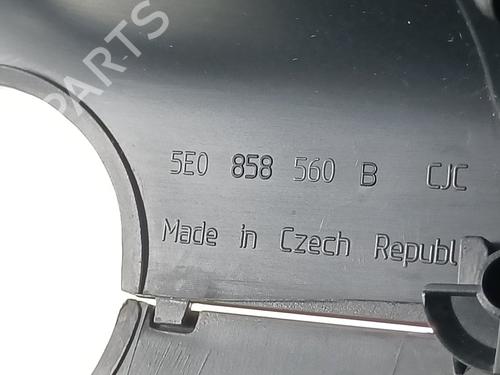 PARTS
5E0 858 560 B CJC
Made in Czech Republ